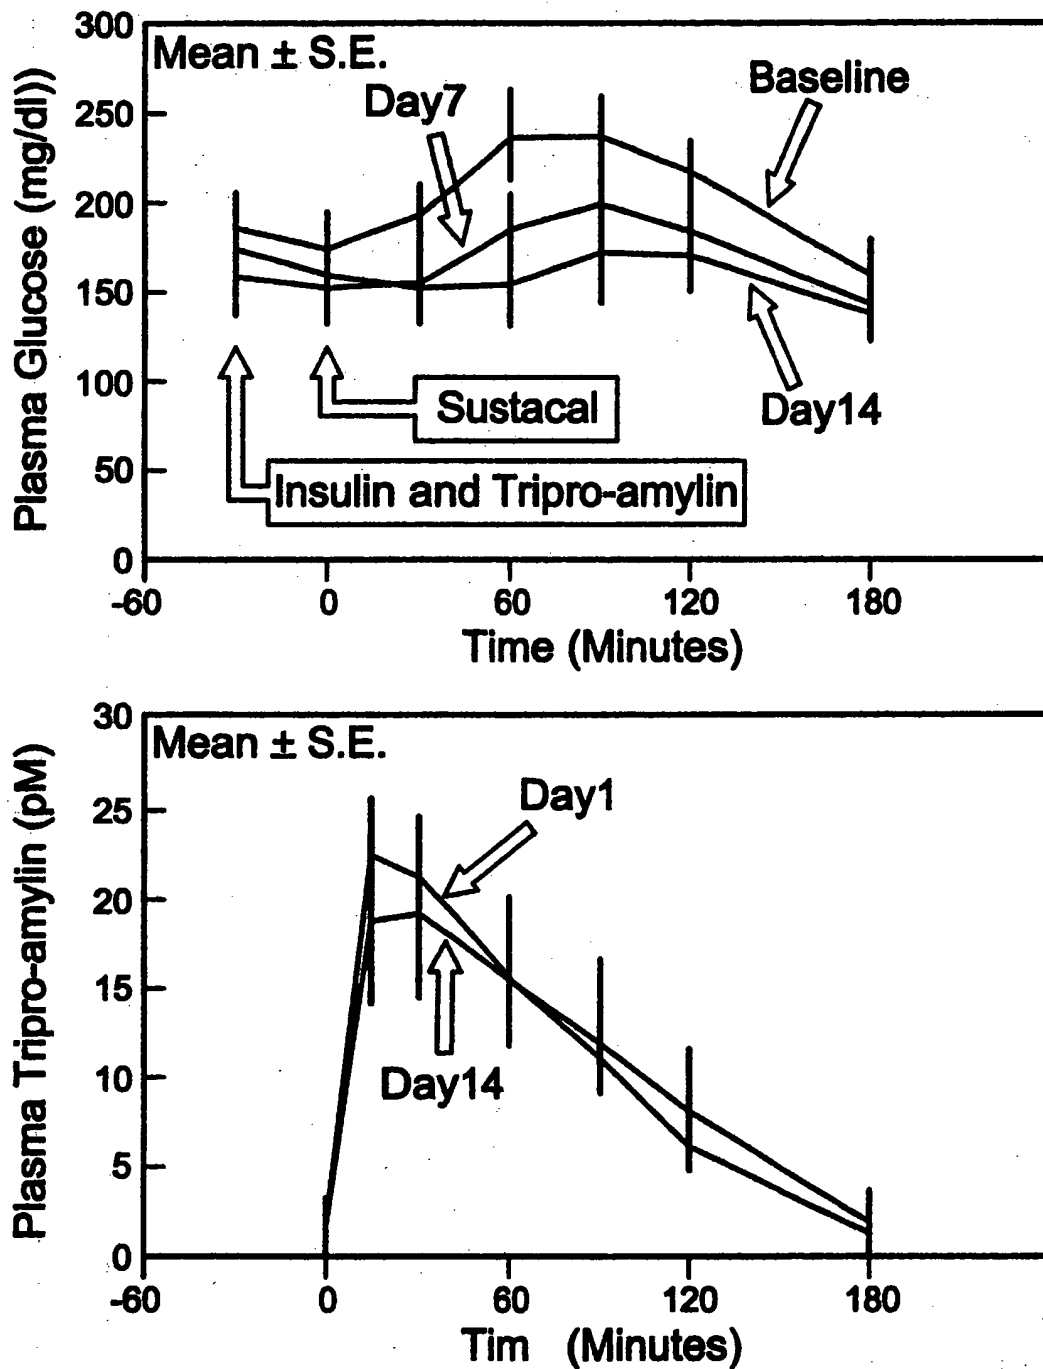 300
Mean ± S.E.
Baseline
Day7
250
200
150
100
50
0
Plasma Glucose (mg/dl))
Sustacal
Day14
Insulin and Tripro-amylin
-60 0 60 120 180
Time (Minutes)
30
Mean ± S.E.
Day1
25
20
15
10
5
0
Plasma Tripro-amylin (pM)
Day14
-60 0 60 120 180
Tim (Minutes)